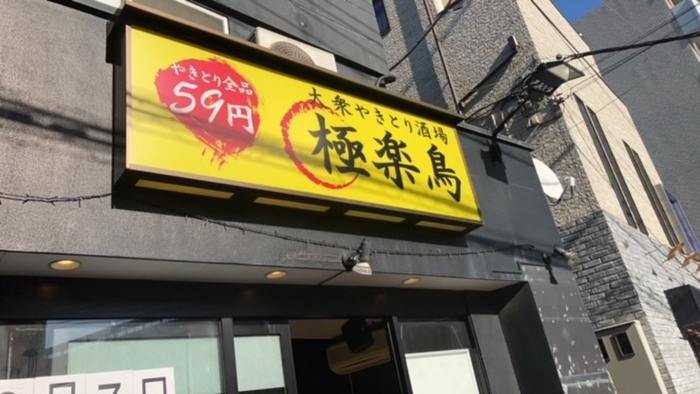 やきとり全品
59円
大衆やきとり酒場
極楽鳥